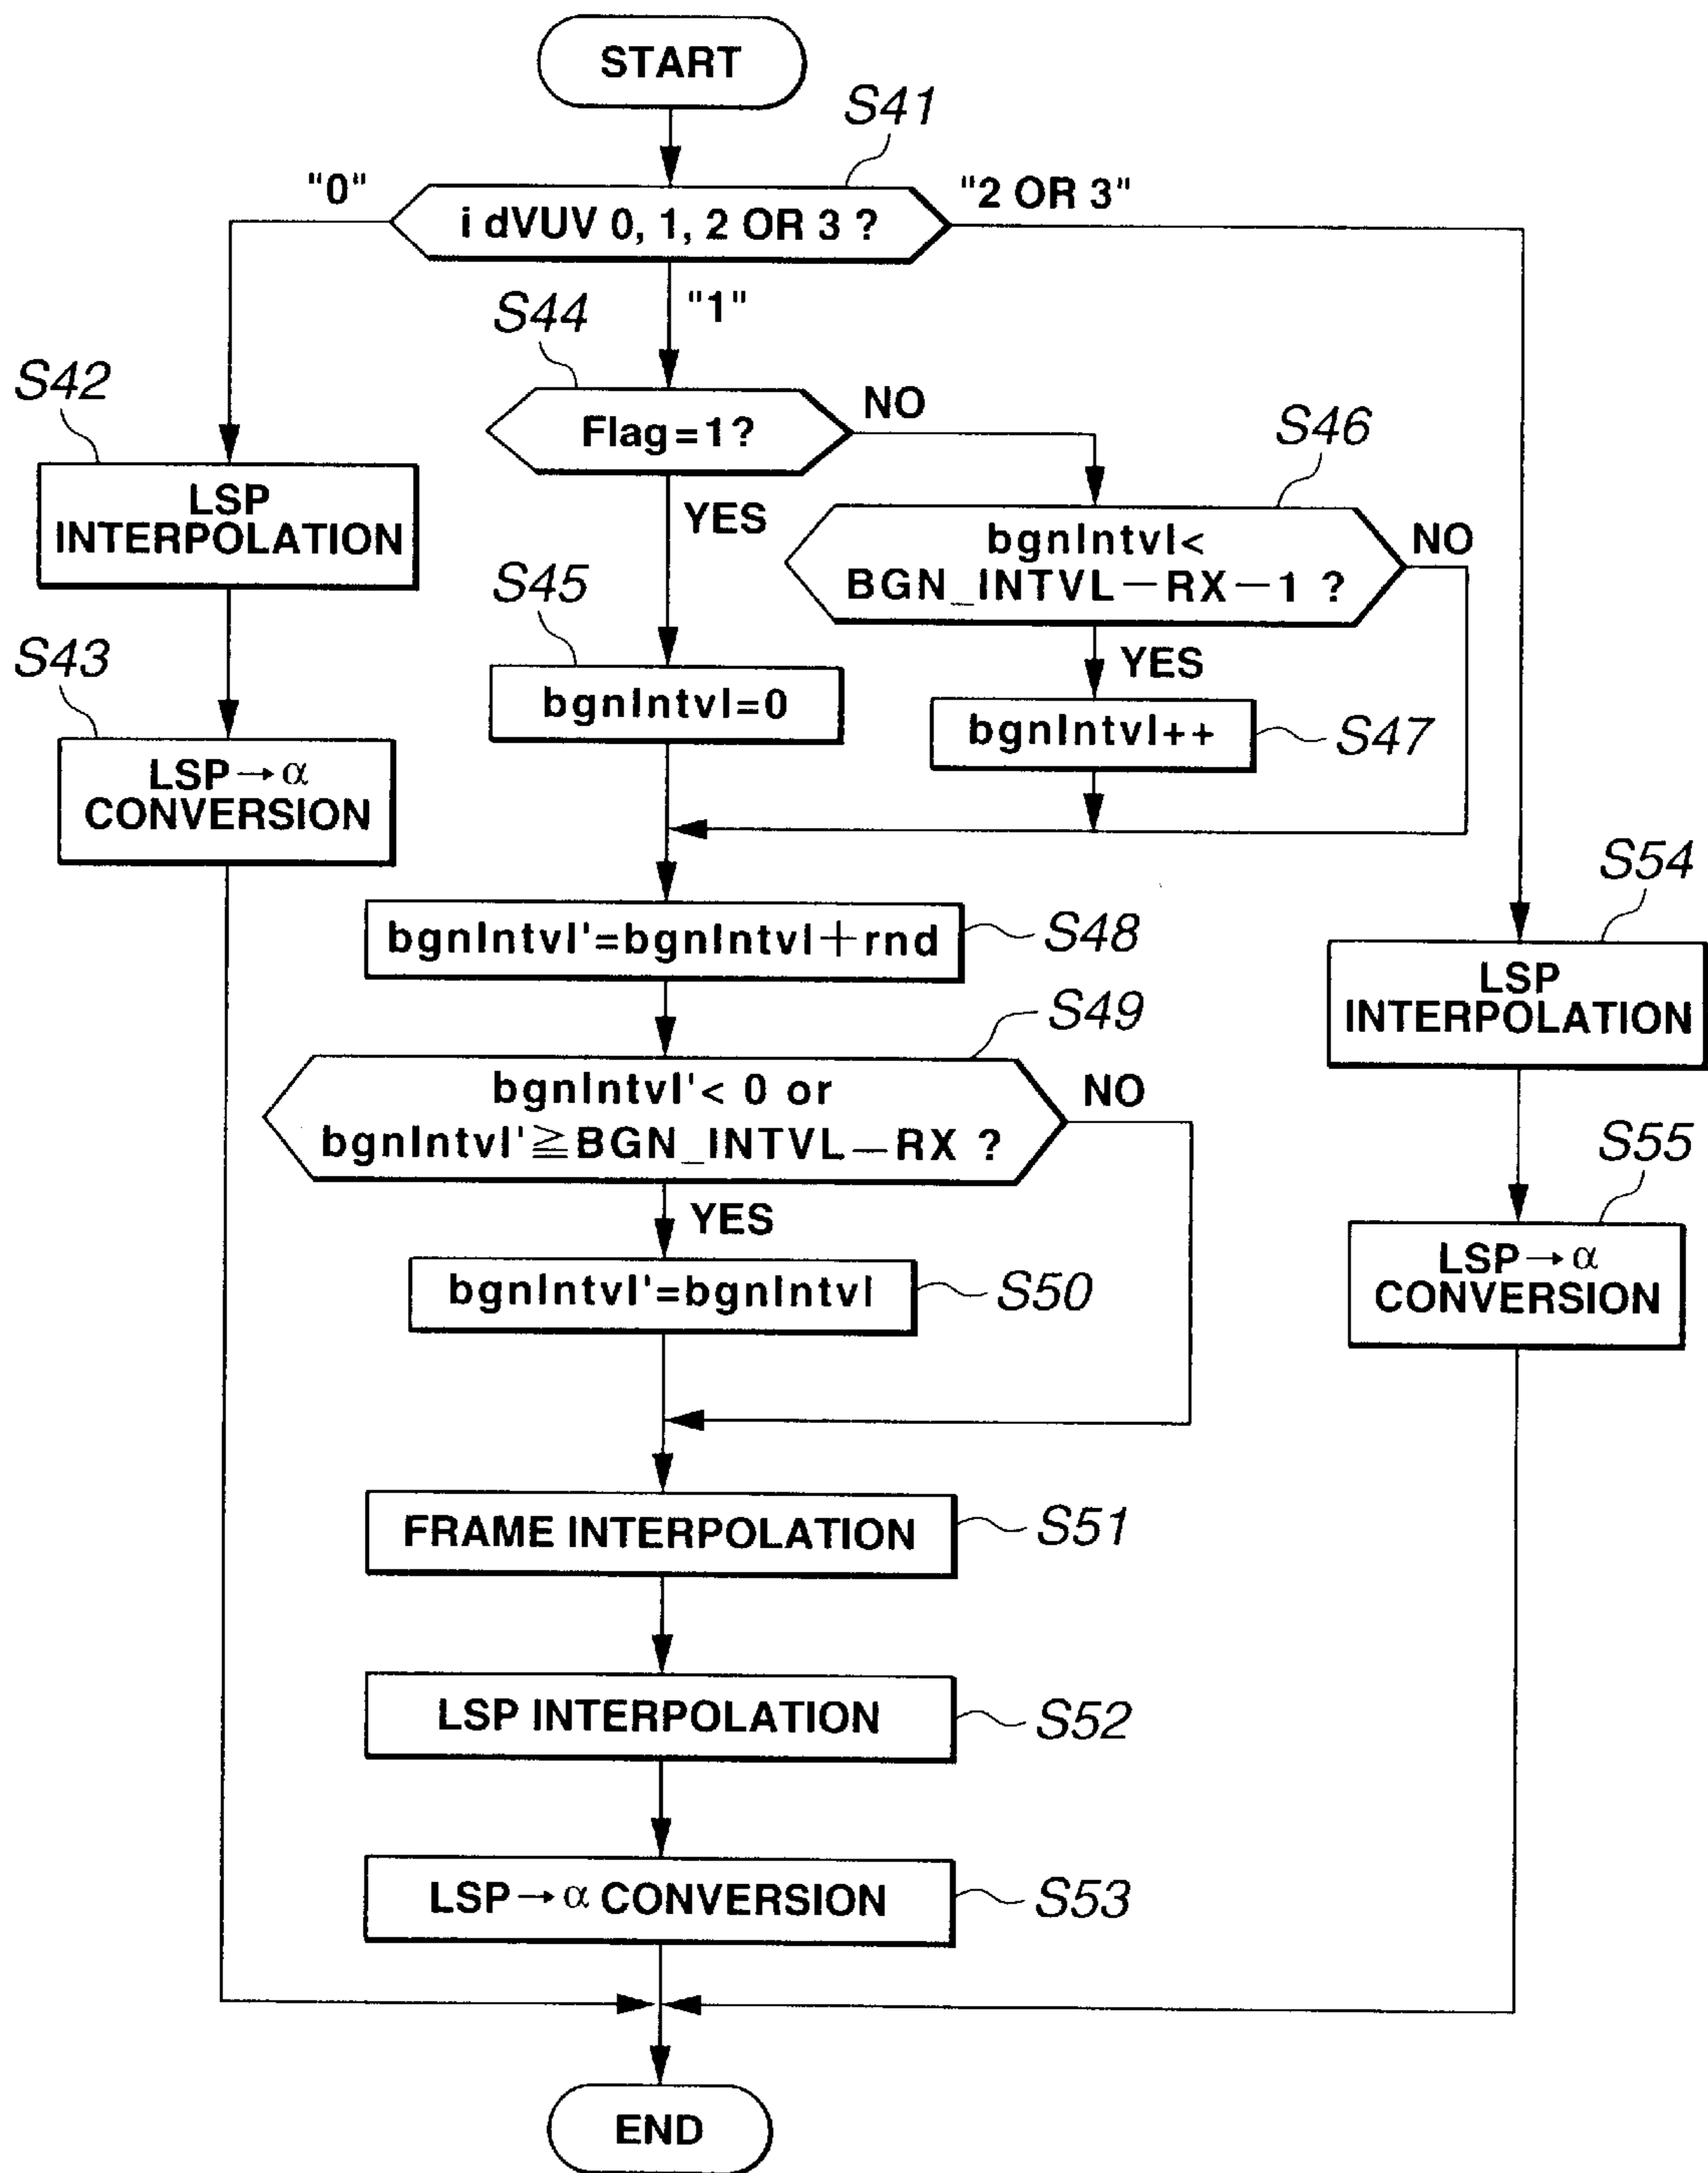 START
S41
"0"
i dVUV 0, 1, 2 OR 3 ?
"2 OR 3"
"1"
S44
S42
Flag=1?
NO
S46
LSP
INTERPOLATION
YES
bgnIntvl<
BGN_INTVL－RX－1 ?
NO
S45
S43
bgnIntvl=0
YES
bgnIntvl++
S47
LSP→α
CONVERSION
S54
bgnIntvl'=bgnIntvl＋rnd
S48
LSP
INTERPOLATION
S49
bgnIntvl'< 0 or
bgnIntvl'≧BGN_INTVL－RX ?
NO
S55
YES
bgnIntvl'=bgnIntvl
S50
LSP→α
CONVERSION
FRAME INTERPOLATION
S51
LSP INTERPOLATION
S52
LSP→α CONVERSION
S53
END